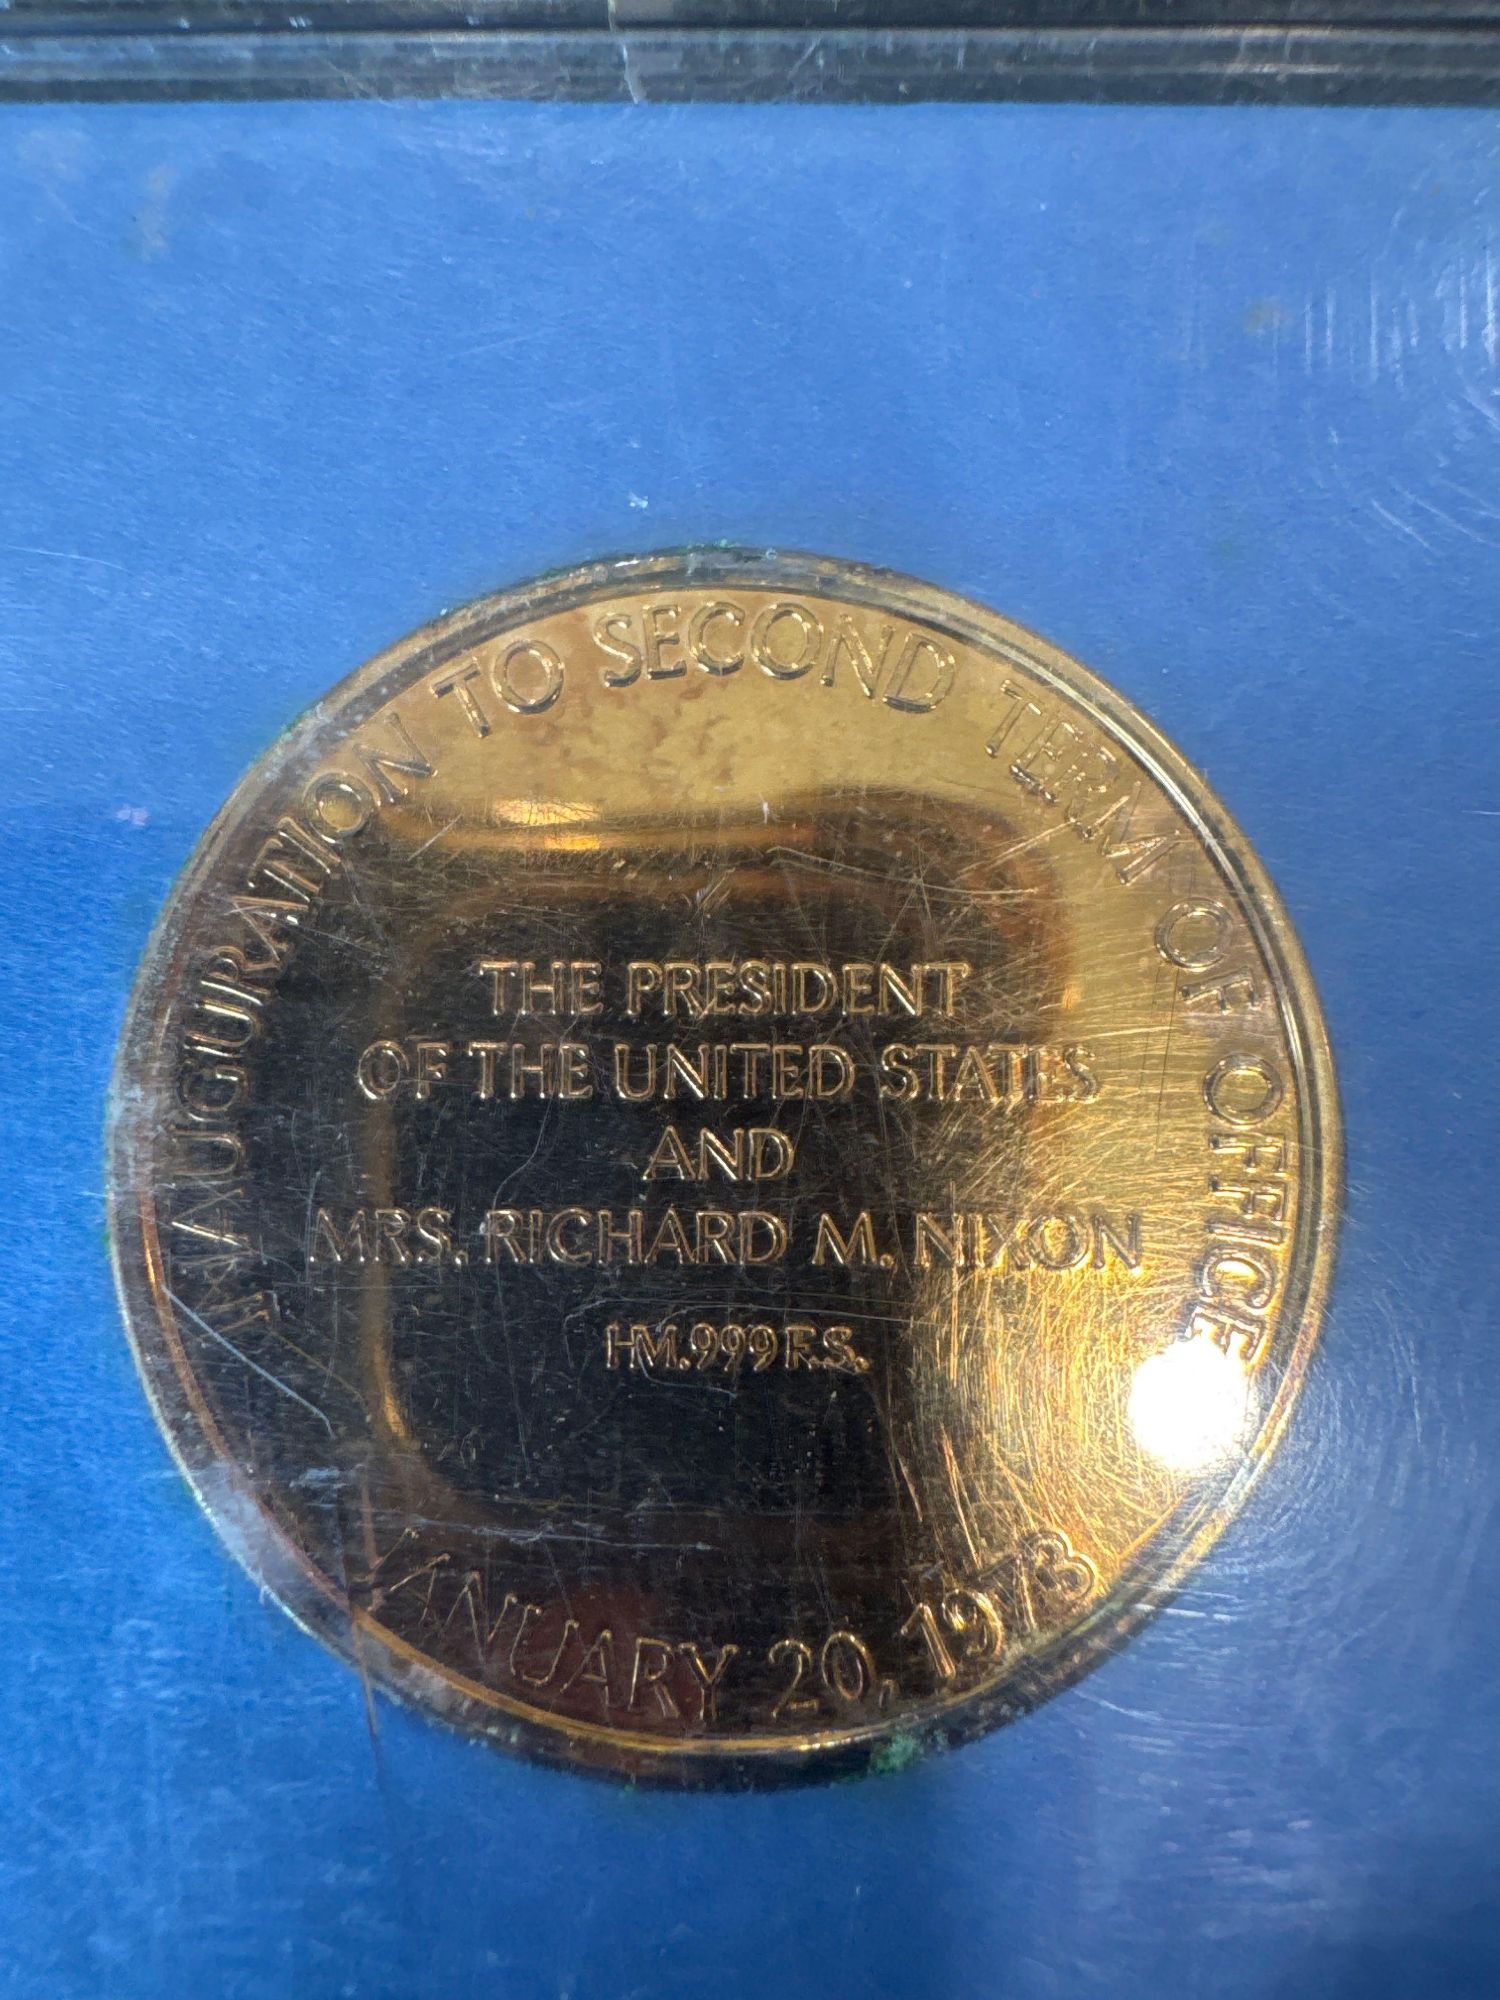 INAUGURATION TO SECOND TERM OF OFFICE
THE PRESIDENT
OF THE UNITED STATES
AND
MRS. RICHARD M. NIXON
HM.999F.S.
JANUARY 20, 1973